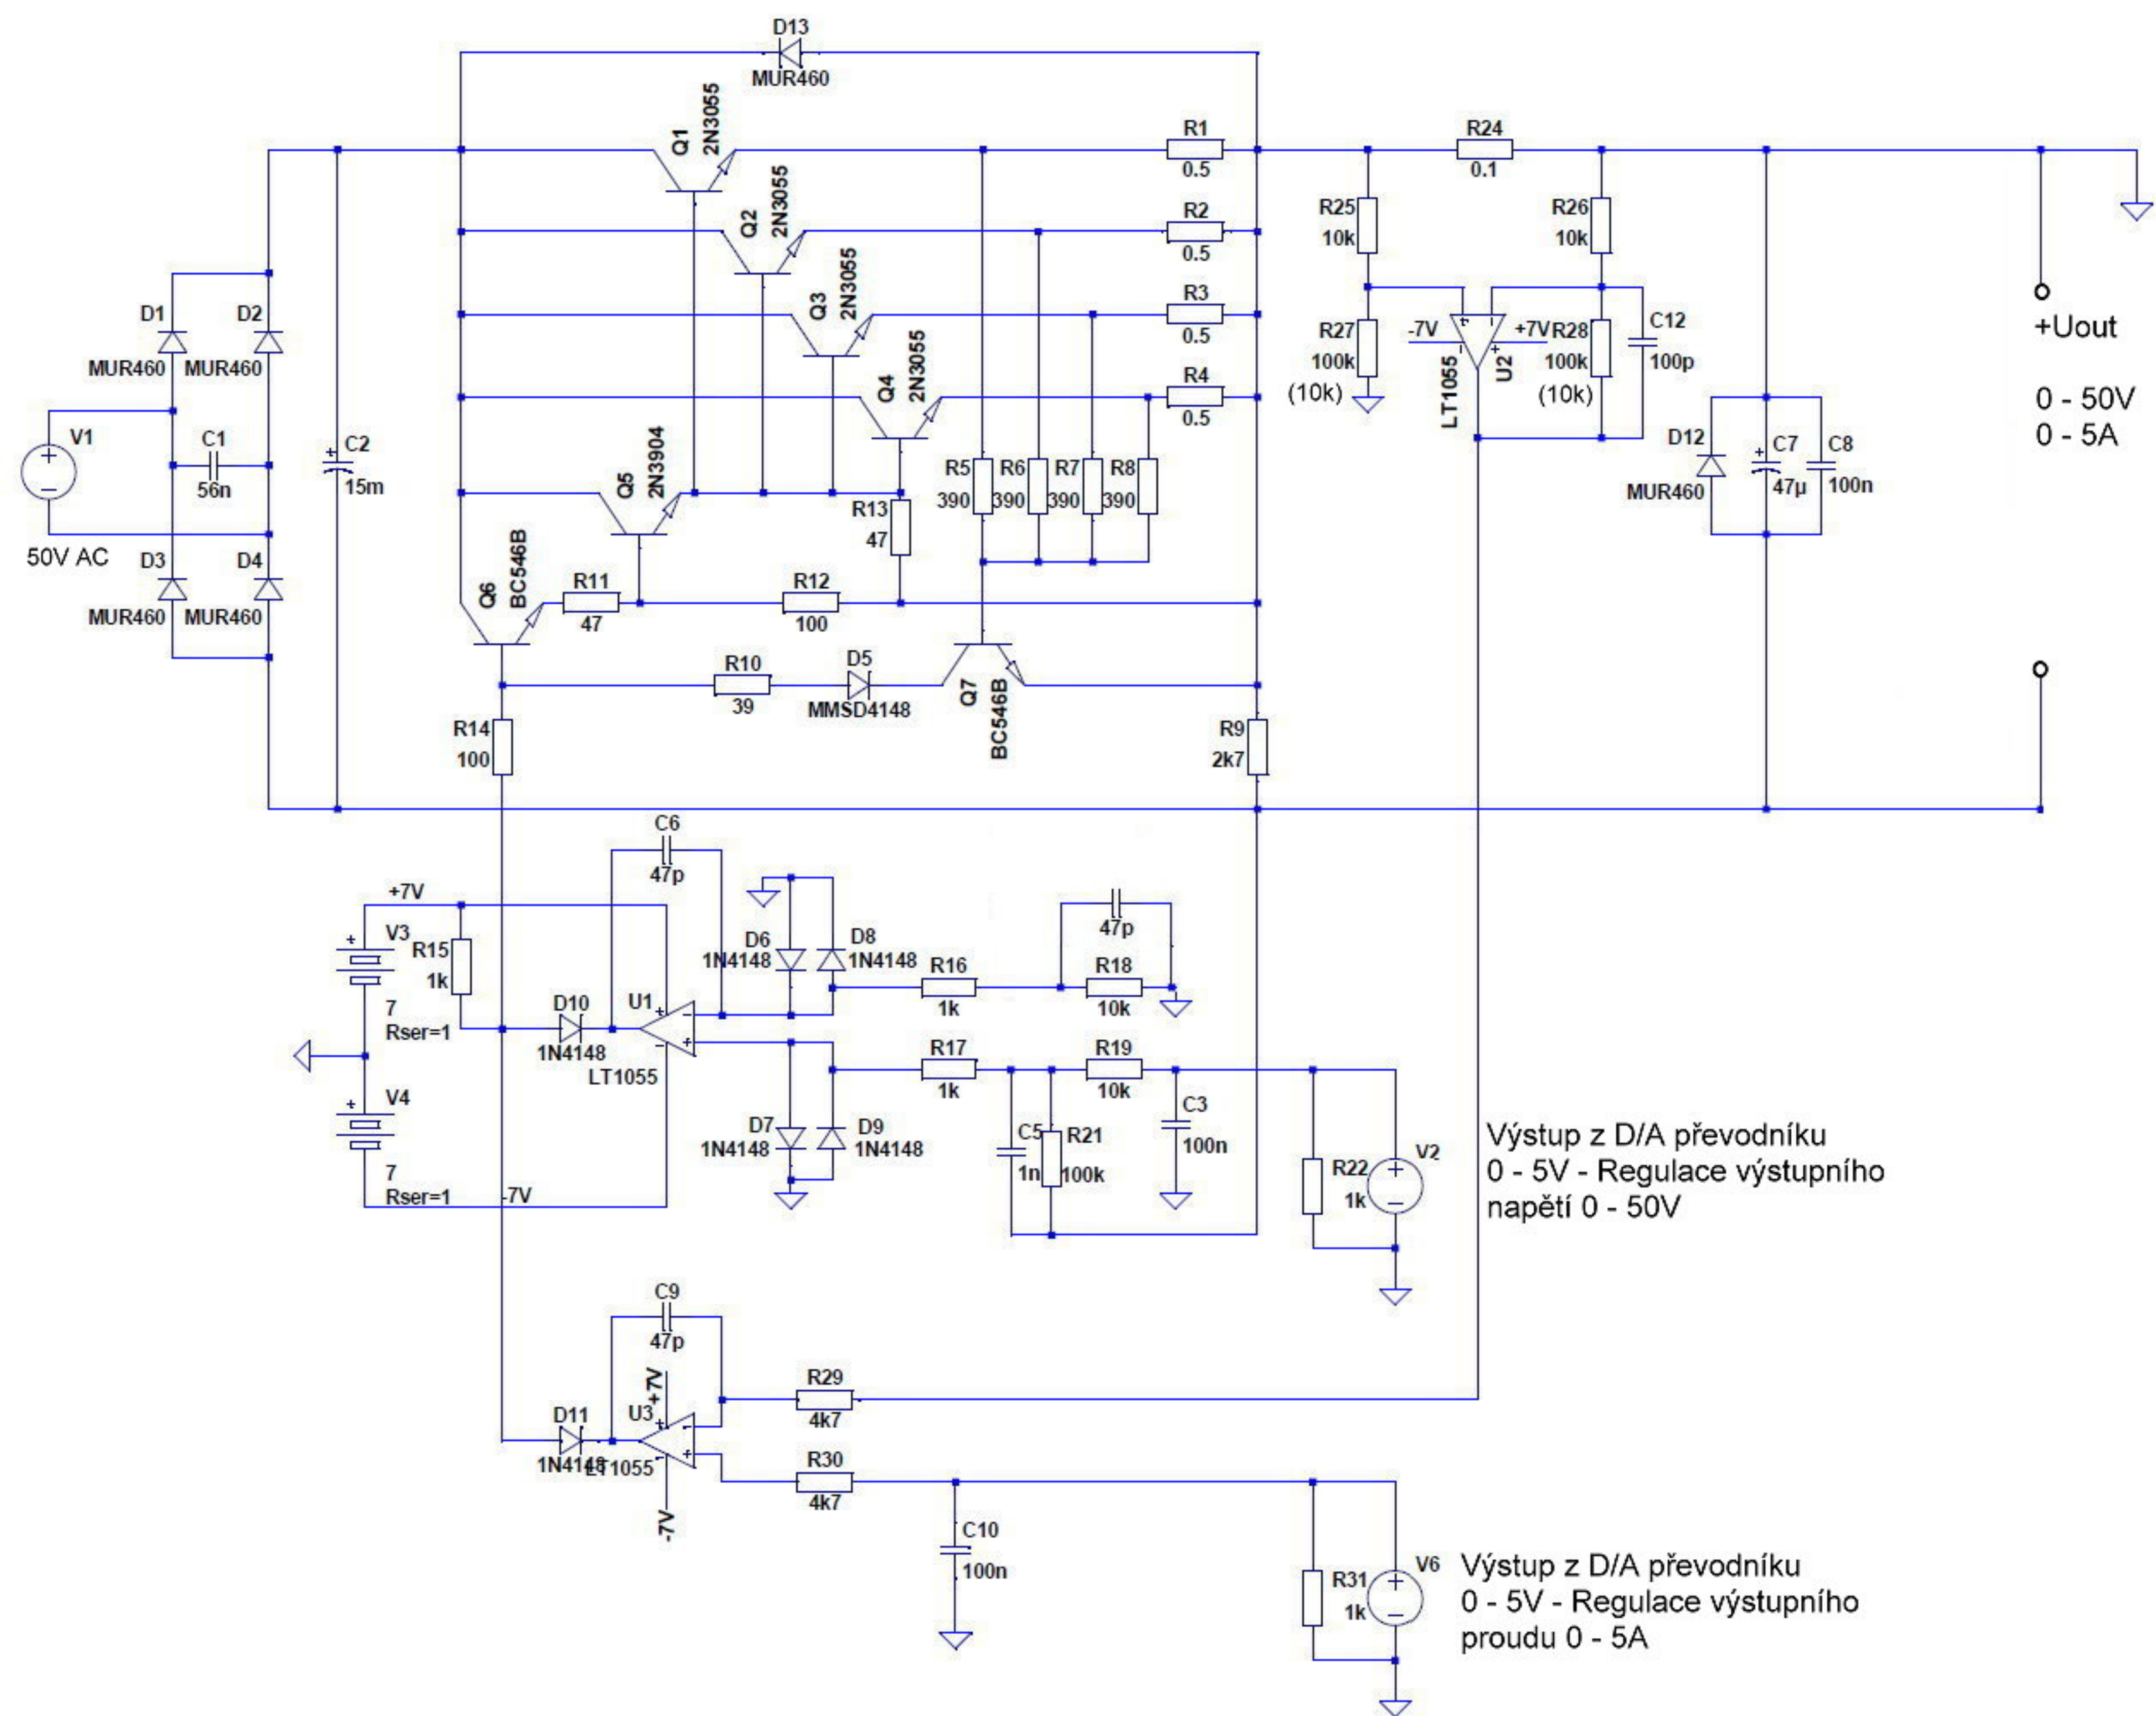 D13
MUR460
Q1
2N3055
R1
0.5
R24
0.1
Q2
2N3055
R2
0.5
R25
10k
R26
10k
Q3
2N3055
R3
0.5
+Uout
0 - 50V
0 - 5A
D1
MUR460
D2
MUR460
R27
100k
(10k)
-7V
+7V
LT1055
U2
R28
100k
(10k)
C12
100p
Q4
2N3055
R4
0.5
V1
50V AC
C1
56n
C2
15m
Q5
2N3904
R13
47
R5
390
R6
390
R7
390
R8
390
D12
MUR460
C7
47µ
C8
100n
D3
MUR460
D4
MUR460
Q6
BC546B
R11
47
R12
100
R10
39
D5
MMSD4148
Q7
BC546B
R14
100
R9
2k7
C6
47p
+7V
V3
7
Rser=1
R15
1k
D10
1N4148
U1
LT1055
D6
1N4148
D8
1N4148
47p
R16
1k
R18
10k
R17
1k
R19
10k
V4
7
Rser=1
-7V
D7
1N4148
D9
1N4148
C5
1n
R21
100k
C3
100n
R22
1k
V2
Výstup z D/A převodníku
0 - 5V - Regulace výstupního
napětí 0 - 50V
C9
47p
+7V
D11
1N4148
U3
LT1055
-7V
R29
4k7
R30
4k7
C10
100n
R31
1k
V6
Výstup z D/A převodníku
0 - 5V - Regulace výstupního
proudu 0 - 5A